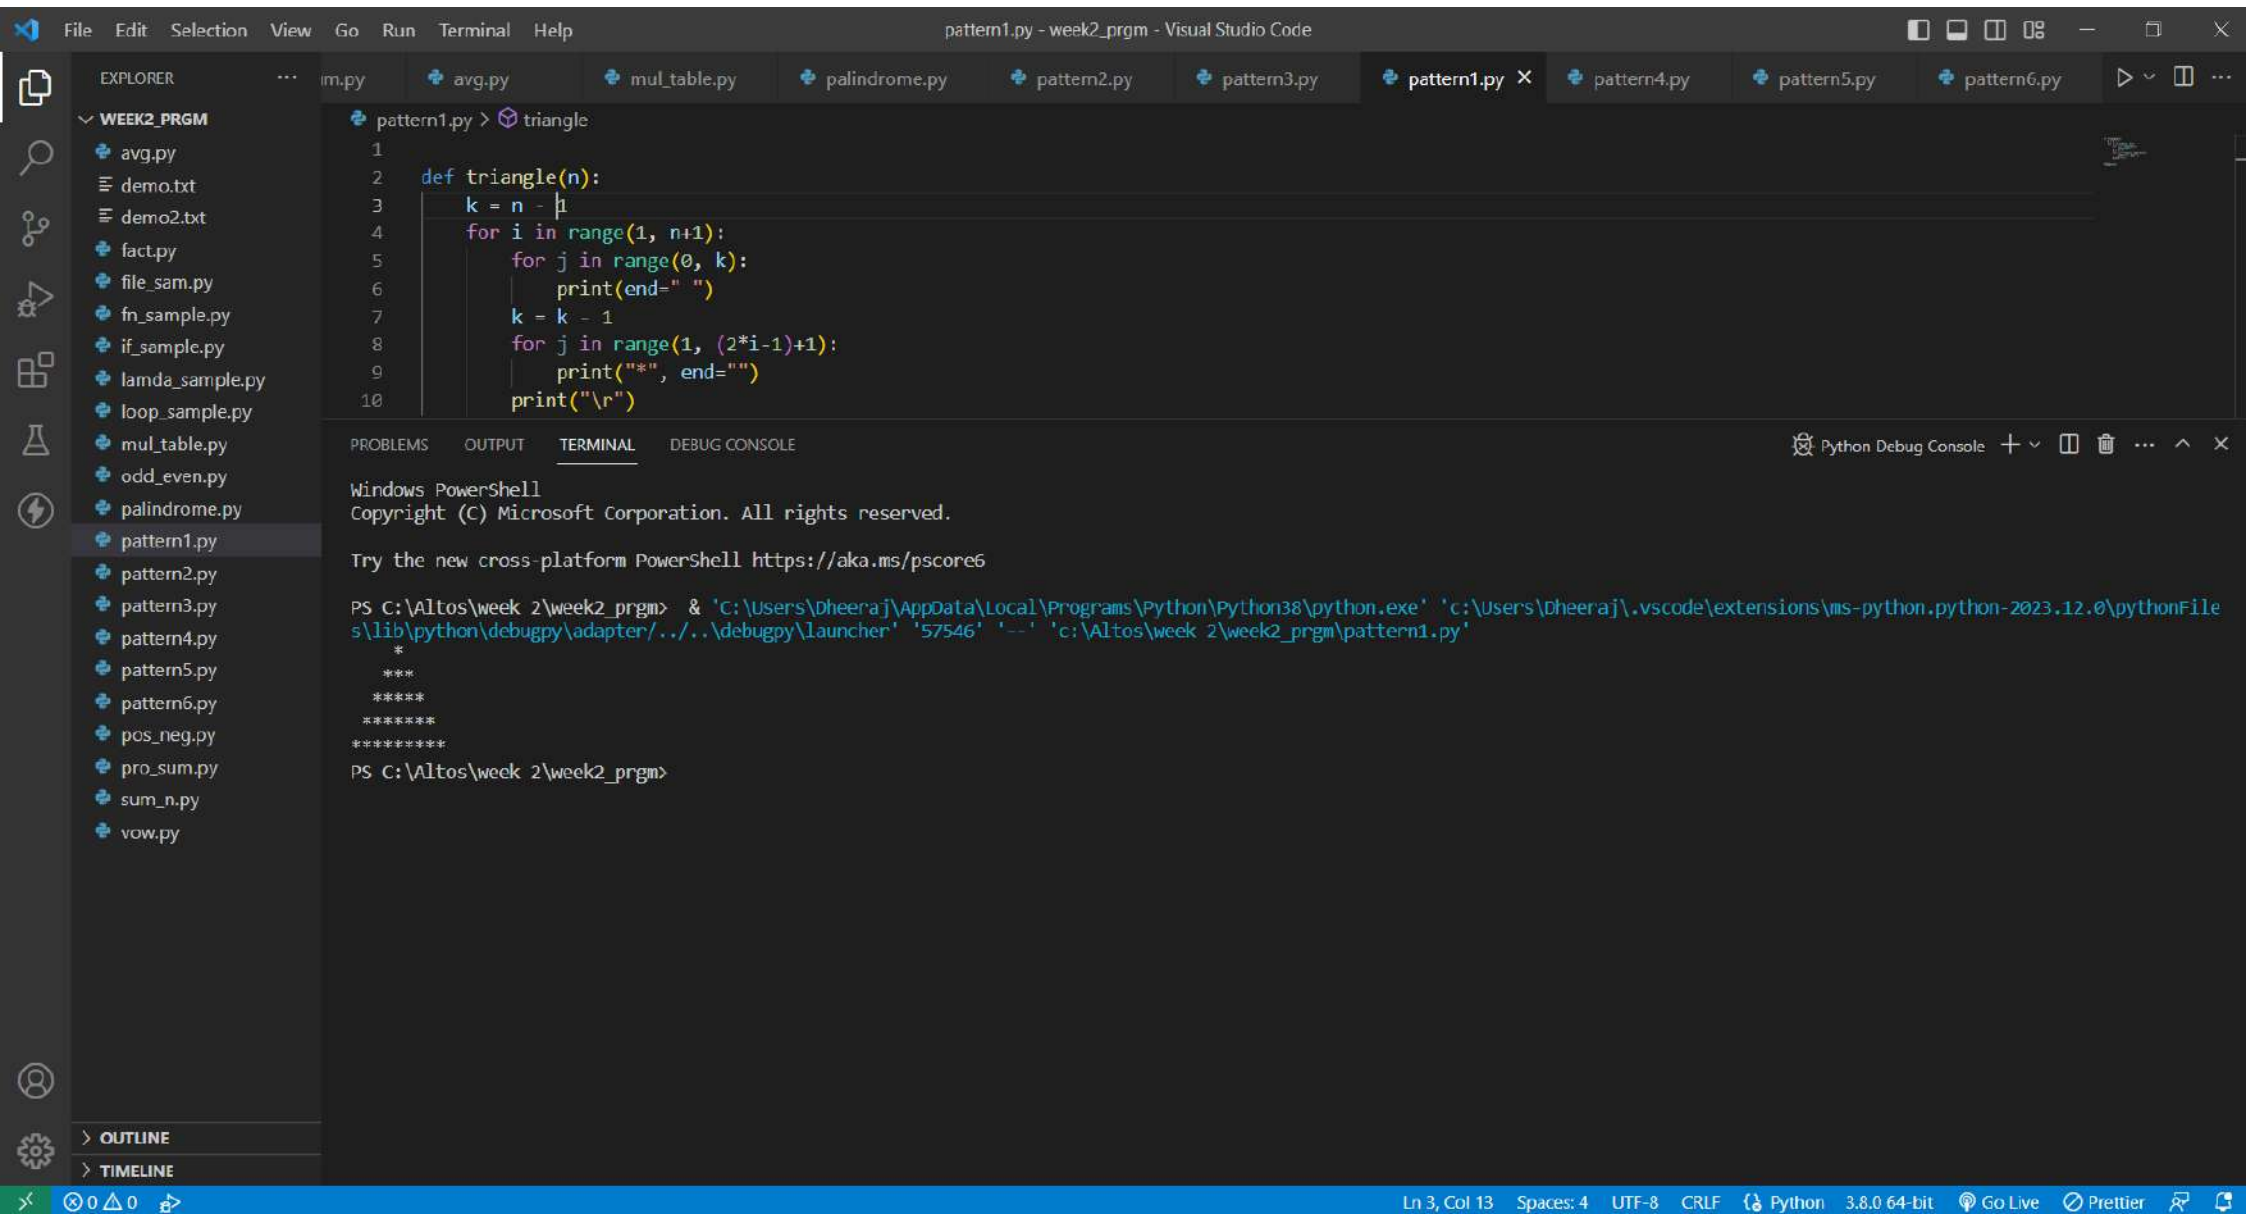 File Edit Selection View Go Run Terminal Help
pattern1.py - week2_prgm - Visual Studio Code
EXPLORER
m.py avg.py mul_table.py palindrome.py pattern2.py pattern3.py pattern1.py pattern4.py pattern5.py pattern6.py
WEEK2_PRGM
avg.py
demo.txt
demo2.txt
fact.py
file_sam.py
fn_sample.py
if_sample.py
lamda_sample.py
loop_sample.py
mul_table.py
odd_even.py
palindrome.py
pattern1.py
pattern2.py
pattern3.py
pattern4.py
pattern5.py
pattern6.py
pos_neg.py
pro_sum.py
sum_n.py
vow.py
OUTLINE
TIMELINE
pattern1.py > triangle
1
2 def triangle(n):
3     k = n - 1
4     for i in range(1, n+1):
5         for j in range(0, k):
6             print(end=" ")
7         k = k - 1
8         for j in range(1, (2*i-1)+1):
9             print("*", end="")
10         print("\r")
PROBLEMS OUTPUT TERMINAL DEBUG CONSOLE
Python Debug Console
Windows PowerShell
Copyright (C) Microsoft Corporation. All rights reserved.
Try the new cross-platform PowerShell https://aka.ms/pscore6
PS C:\Altos\week 2\week2_prgm>  & 'C:\Users\Dheeraj\AppData\Local\Programs\Python\Python38\python.exe' 'c:\Users\Dheeraj\.vscode\extensions\ms-python.python-2023.12.0\pythonFile
s\lib\python\debugpy\adapter/../..\debugpy\launcher' '57546' '--' 'c:\Altos\week 2\week2_prgm\pattern1.py'
    *
   ***
  *****
 *******
*********
PS C:\Altos\week 2\week2_prgm>
0 0
Ln 3, Col 13 Spaces: 4 UTF-8 CRLF Python 3.8.0 64-bit Go Live Prettier